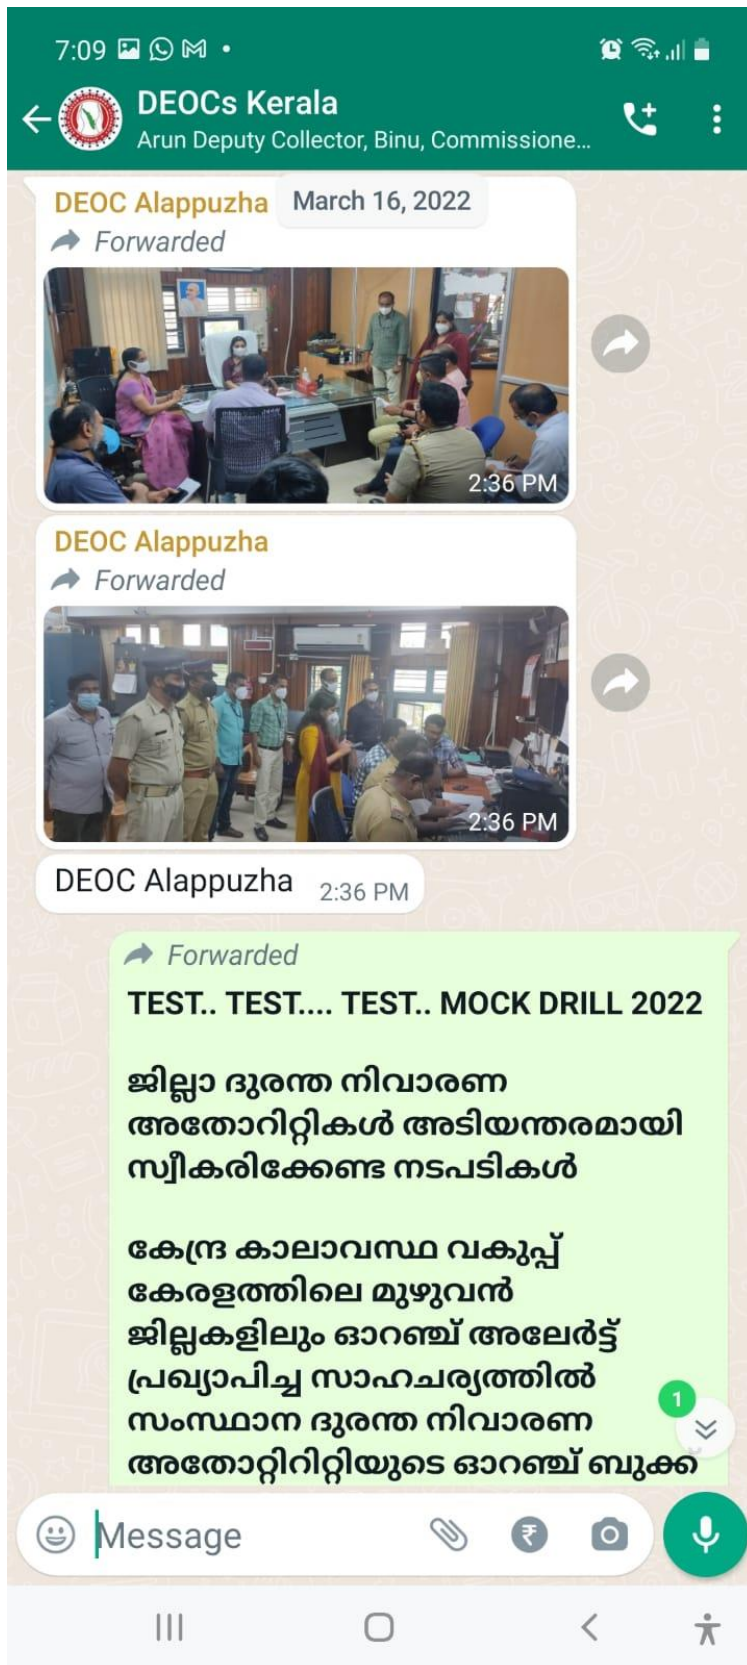 7:09
DEOCs Kerala
Arun Deputy Collector, Binu, Commissione...
DEOC Alappuzha
March 16, 2022
Forwarded
2:36 PM
DEOC Alappuzha
Forwarded
2:36 PM
DEOC Alappuzha 2:36 PM
Forwarded
TEST.. TEST.... TEST.. MOCK DRILL 2022
ജില്ലാ ദുരന്ത നിവാരണ
അതോറിറ്റികൾ അടിയന്തരമായി
സ്വീകരിക്കേണ്ട നടപടികൾ
കേന്ദ്ര കാലാവസ്ഥ വകുപ്പ്
കേരളത്തിലെ മുഴുവൻ
ജില്ലകളിലും ഓറഞ്ച് അലേർട്ട്
പ്രഖ്യാപിച്ച സാഹചര്യത്തിൽ
സംസ്ഥാന ദുരന്ത നിവാരണ
അതോറ്റിറിറ്റിയുടെ ഓറഞ്ച് ബുക്ക്
1
Message